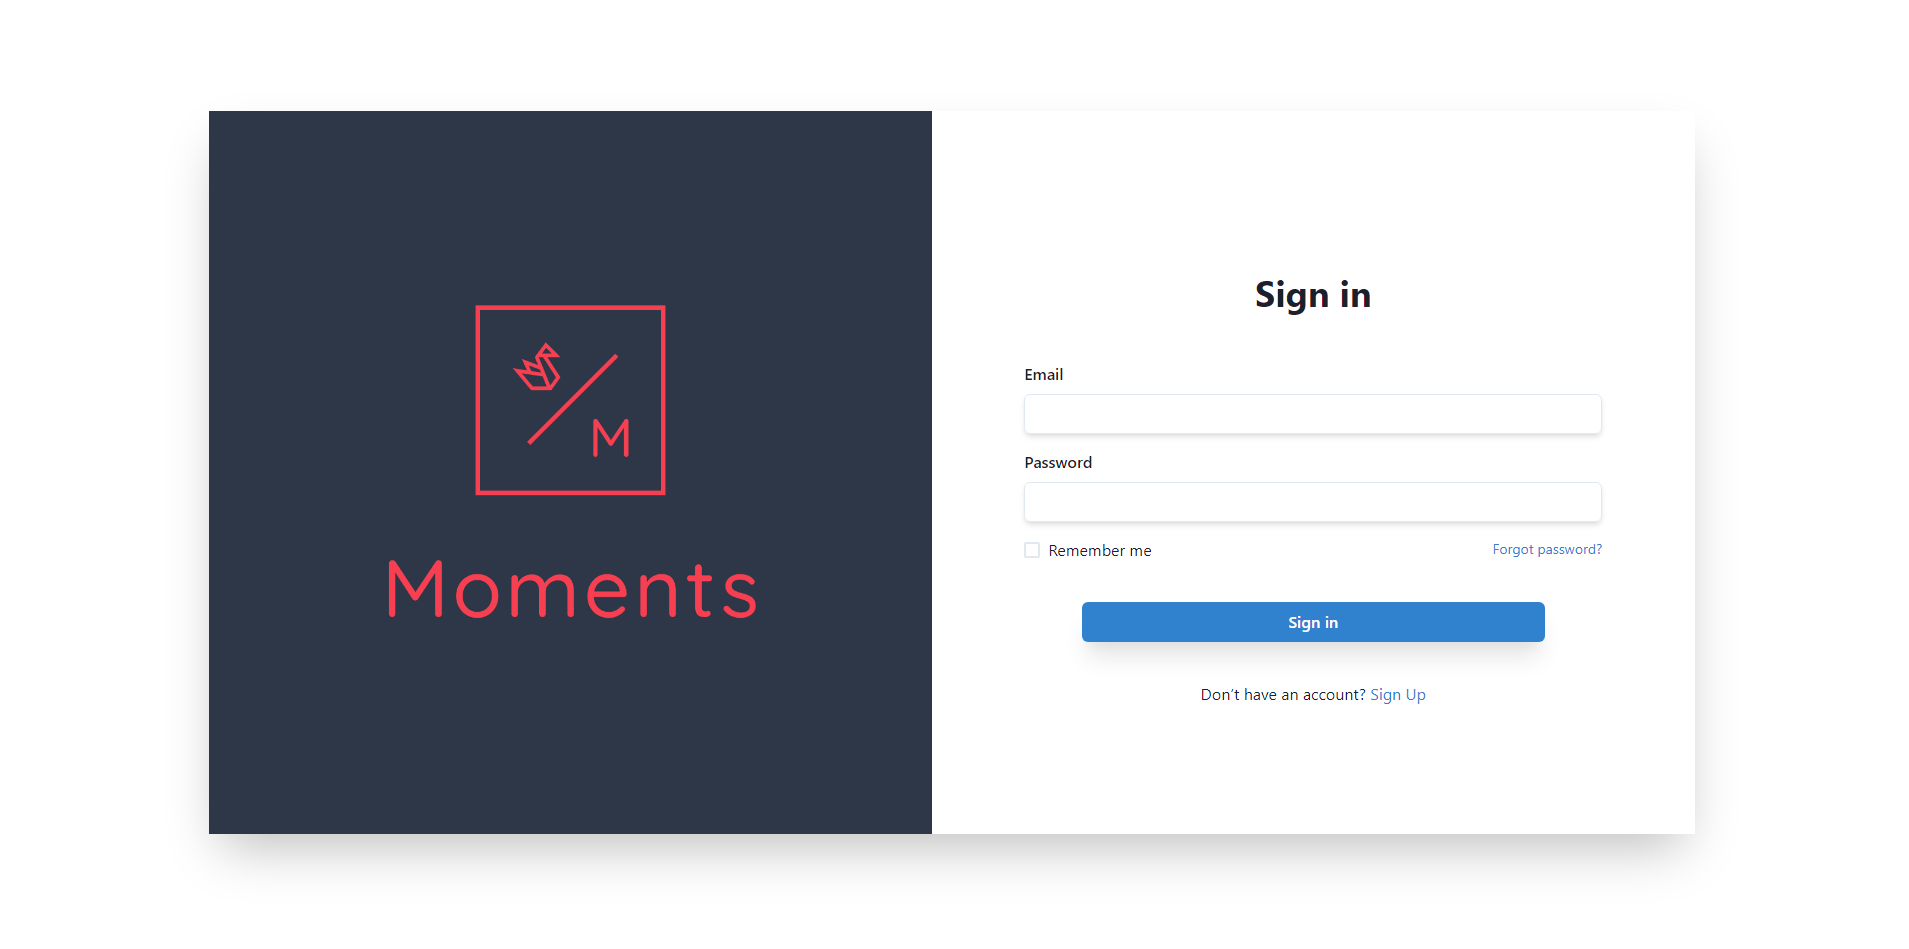 M
Moments
Sign in
Email
Password
Remember me
Forgot password?
Sign in
Don't have an account? Sign Up